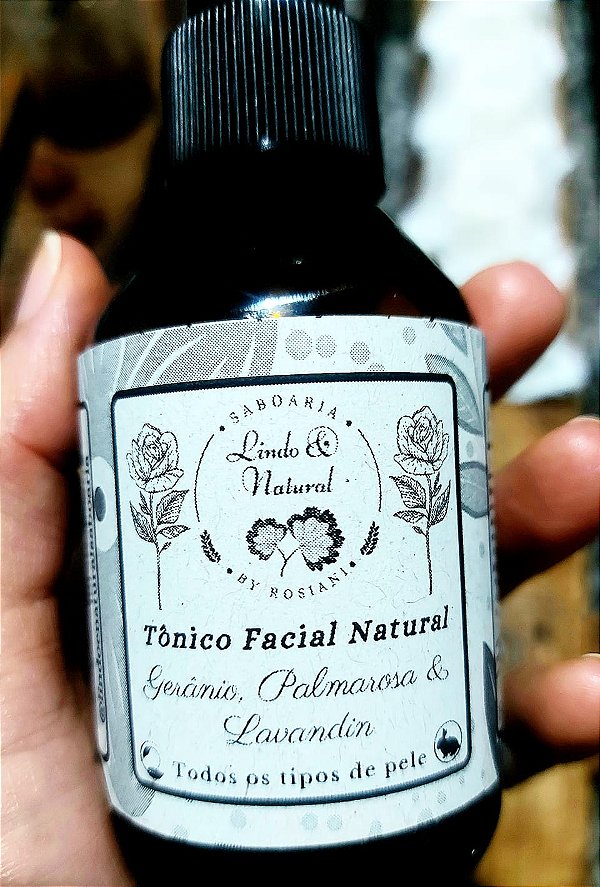 SABOARIA
Lindo &
Natural
BY ROSIANI
Tônico Facial Natural
Gerânio, Palmarosa &
Lavandin
Todos os tipos de pele